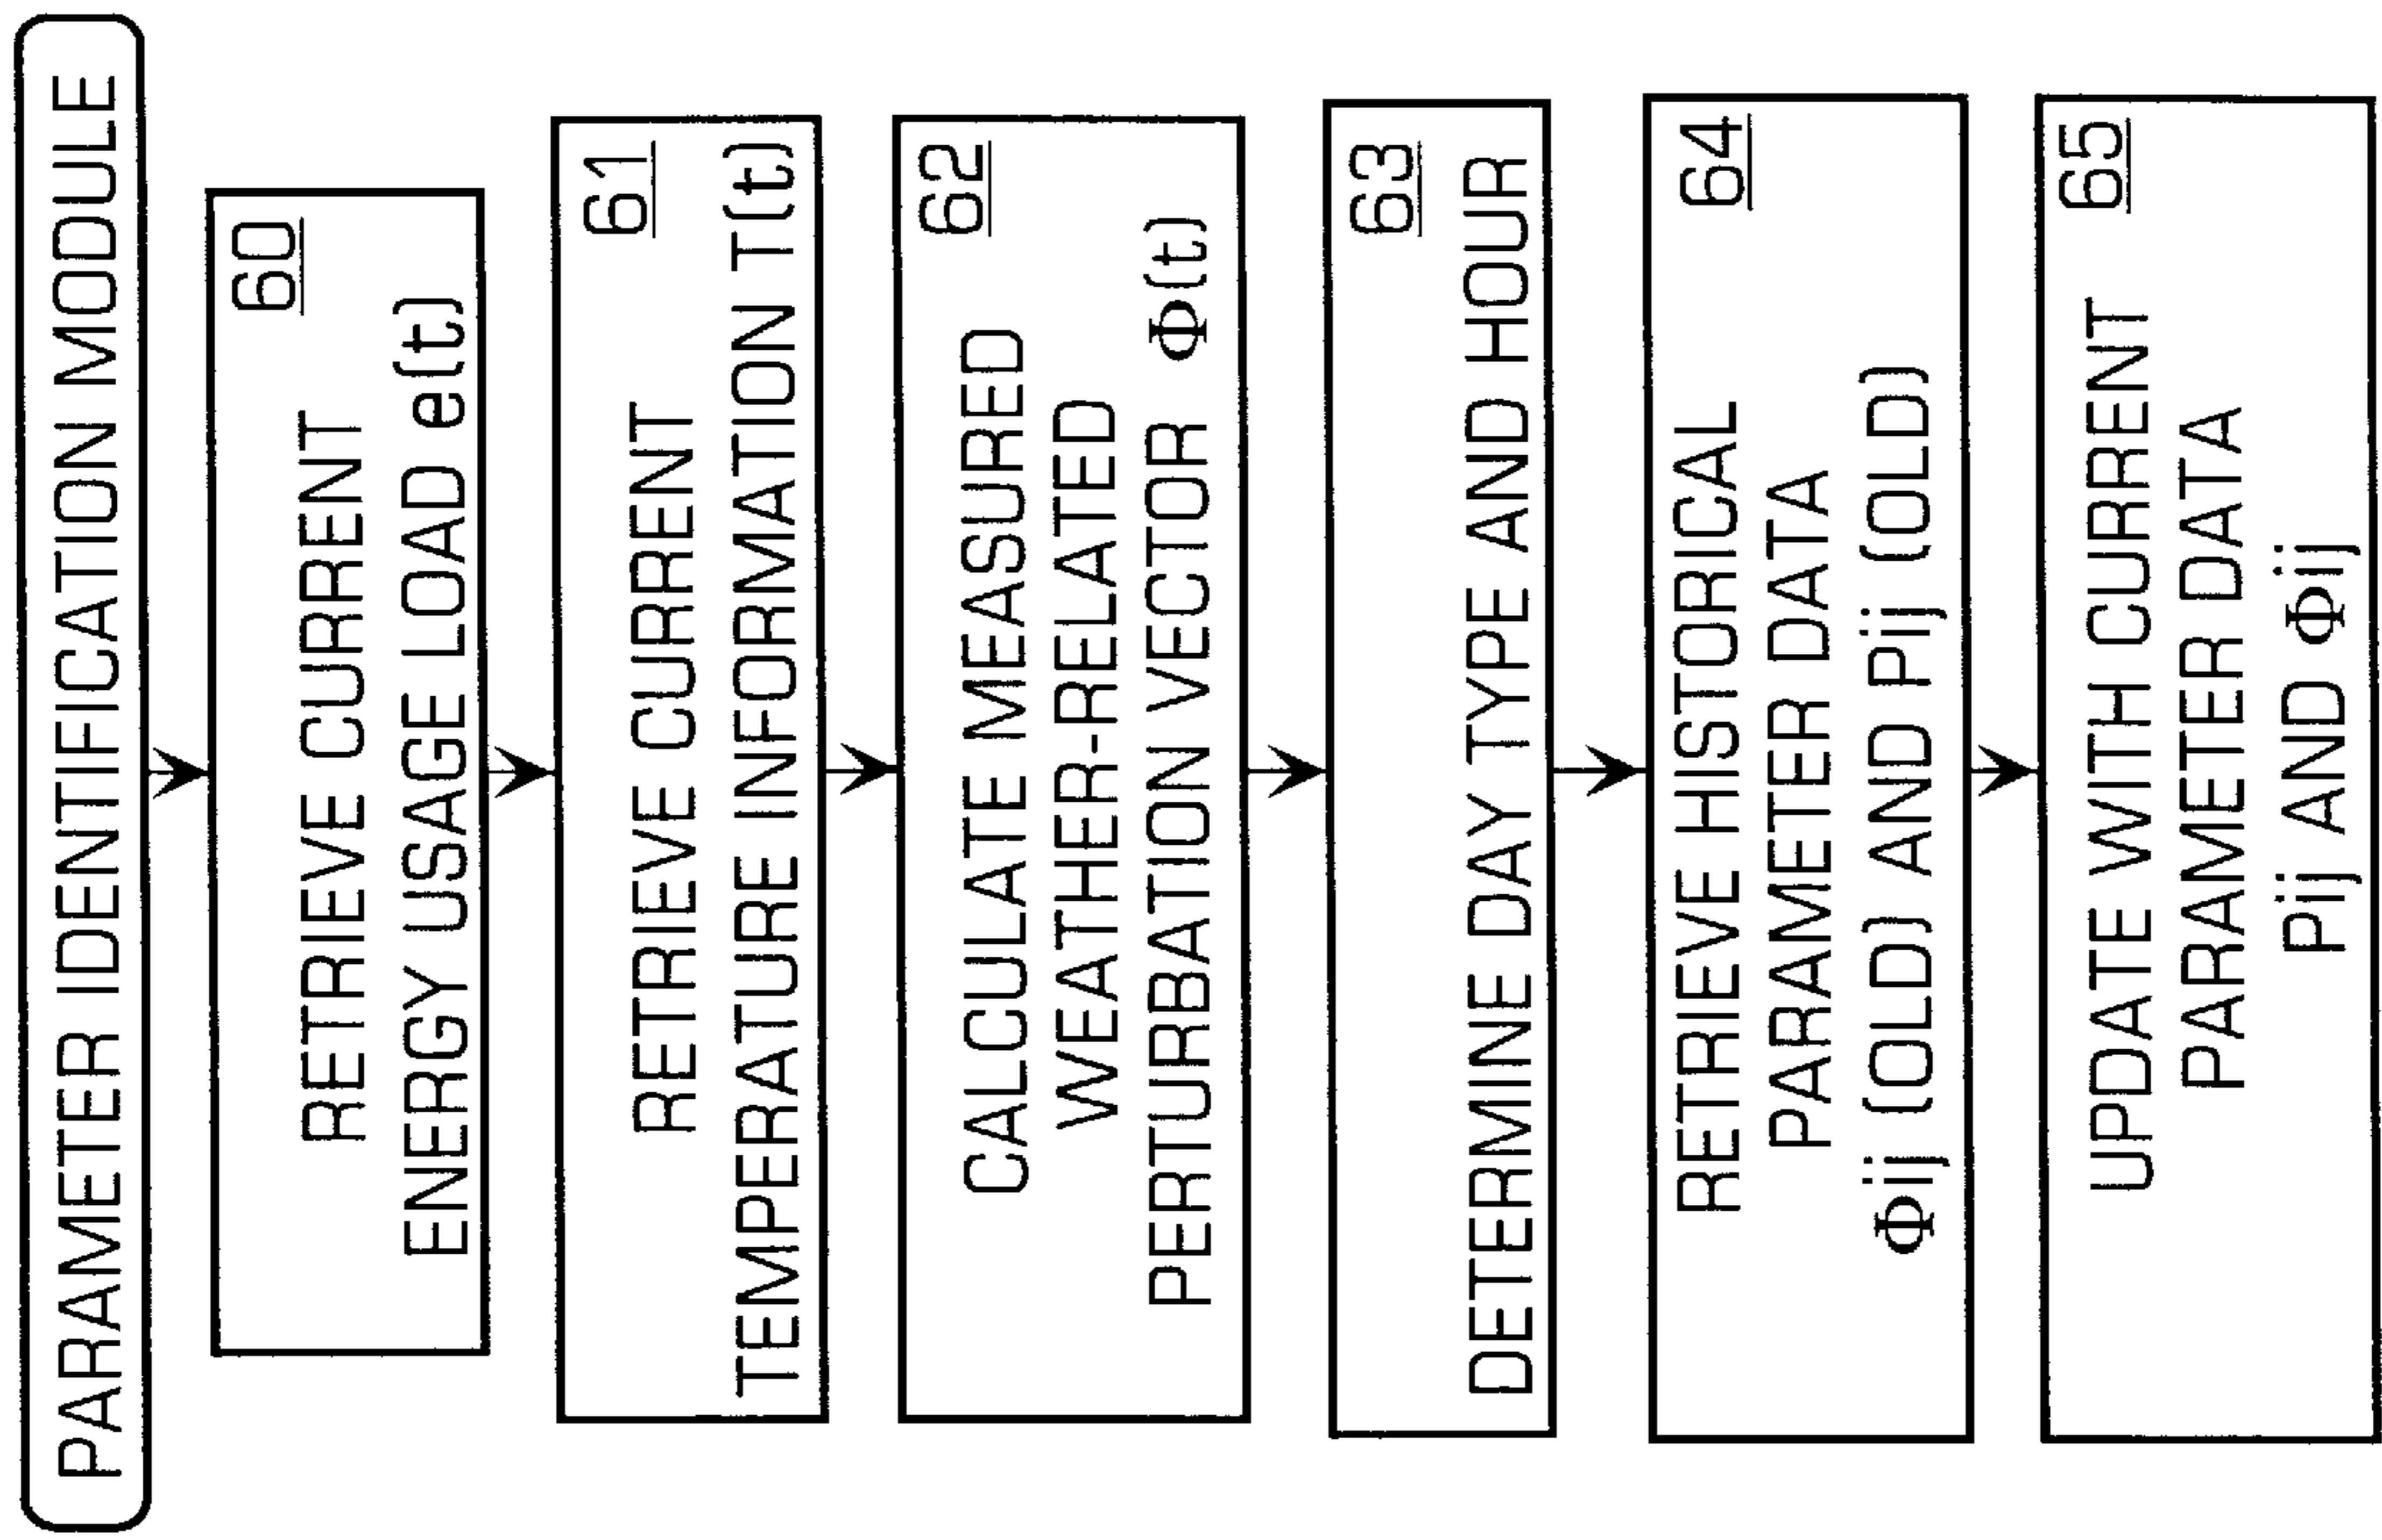 PARAMETER IDENTIFICATION MODULE
60
RETRIEVE CURRENT
ENERGY USAGE LOAD e(t)
61
RETRIEVE CURRENT
TEMPERATURE INFORMATION T(t)
62
CALCULATE MEASURED
WEATHER-RELATED
PERTURBATION VECTOR Φ(t)
63
DETERMINE DAY TYPE AND HOUR
64
RETRIEVE HISTORICAL
PARAMETER DATA
Φij (OLD) AND Pij (OLD)
65
UPDATE WITH CURRENT
PARAMETER DATA
Pij AND Φij